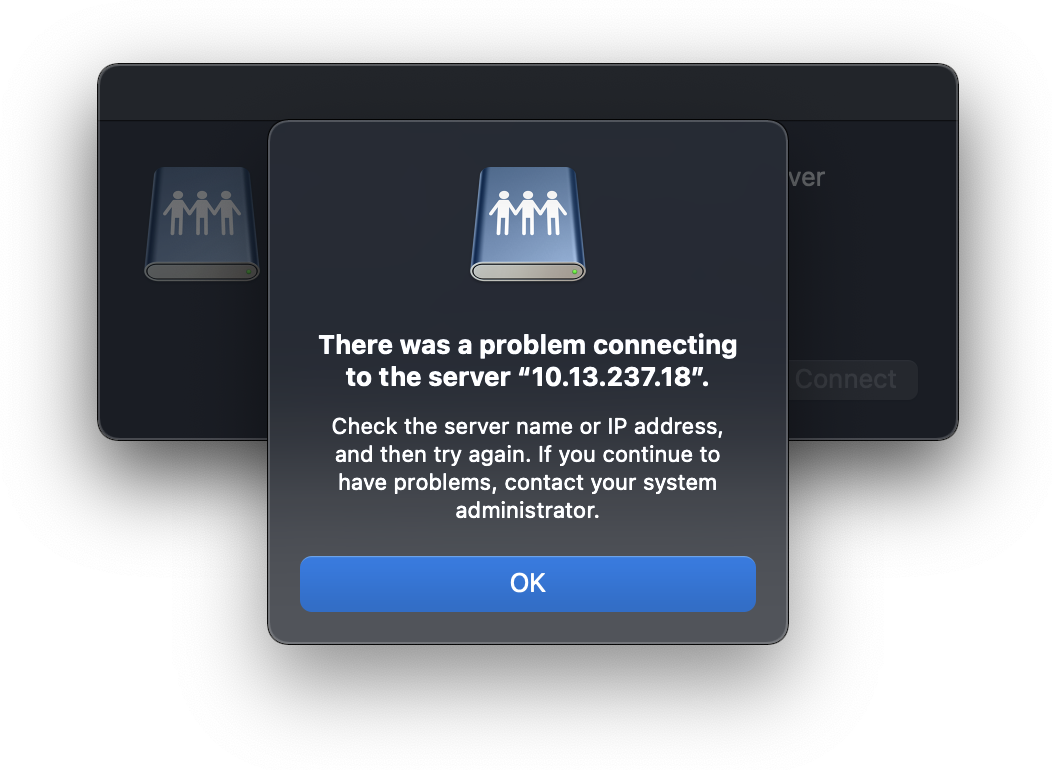 There was a problem connecting
to the server “10.13.237.18”.
Check the server name or IP address,
and then try again. If you continue to
have problems, contact your system
administrator.
OK
ver
Connect